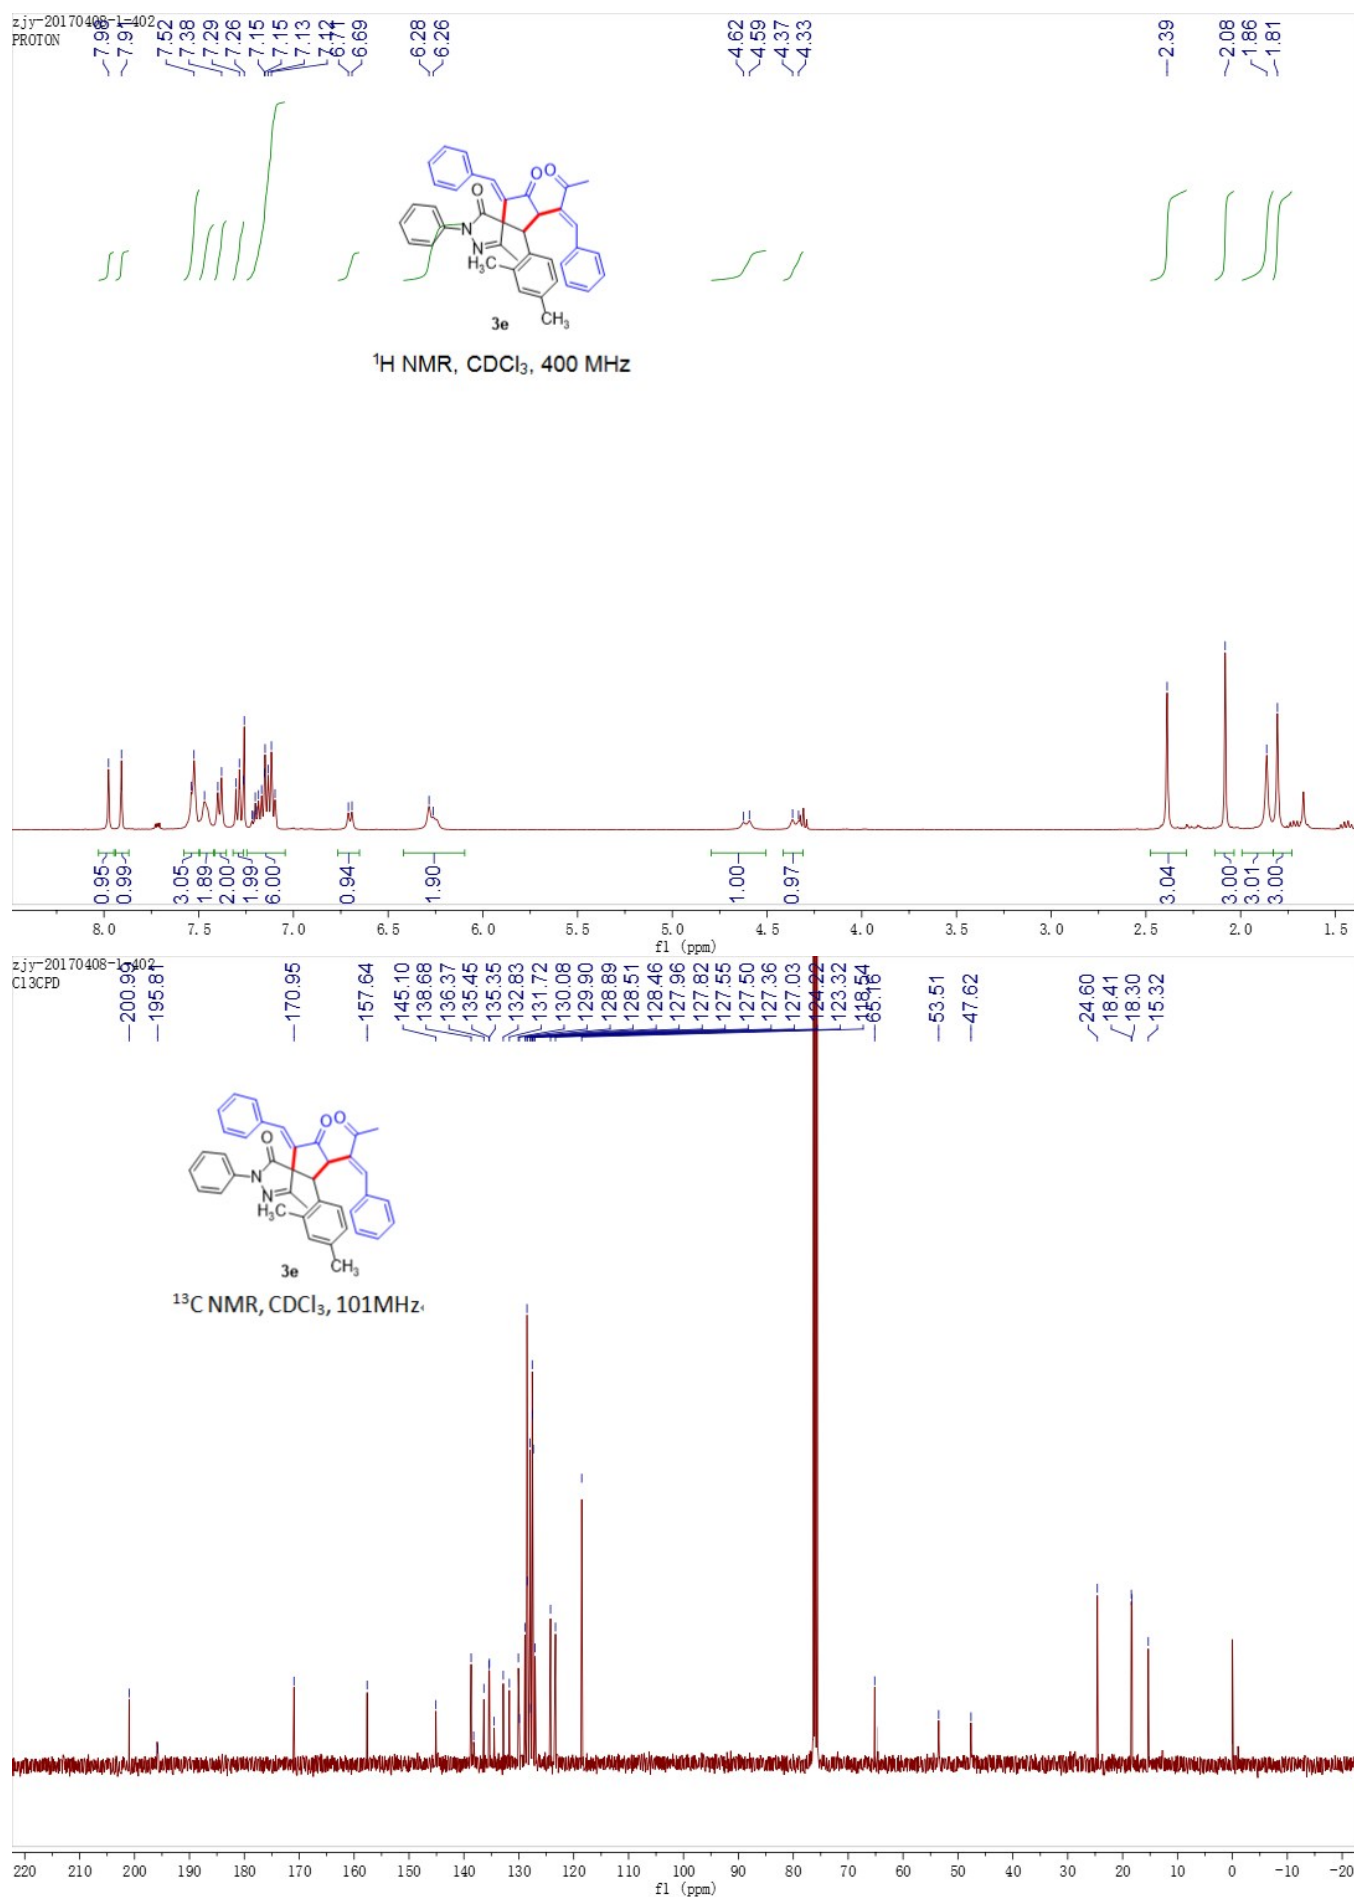 zjy-20170408-1-402
PROTON
7.98
7.91
7.52
7.38
7.29
7.26
7.15
7.15
7.13
7.12
6.71
6.69
6.28
6.26
4.62
4.59
4.37
4.33
2.39
2.08
1.86
1.81
O
O
O
N
N
H₃C
CH₃
3e
¹H NMR, CDCl₃, 400 MHz
0.95
0.99
3.05
1.89
2.00
1.99
6.00
0.94
1.90
1.00
0.97
3.04
3.00
3.01
3.00
8.0 7.5 7.0 6.5 6.0 5.5 5.0 4.5 4.0 3.5 3.0 2.5 2.0 1.5
f1 (ppm)
zjy-20170408-1-402
C13CPD
200.99
195.81
170.95
157.64
145.10
138.68
136.37
135.45
135.35
132.83
131.72
130.08
129.90
128.89
128.51
128.46
127.96
127.82
127.55
127.50
127.36
127.03
124.22
123.32
118.54
65.16
53.51
47.62
24.60
18.41
18.30
15.32
O
O
O
N
N
H₃C
CH₃
3e
¹³C NMR, CDCl₃, 101MHz
220 210 200 190 180 170 160 150 140 130 120 110 100 90 80 70 60 50 40 30 20 10 0 -10 -20
f1 (ppm)